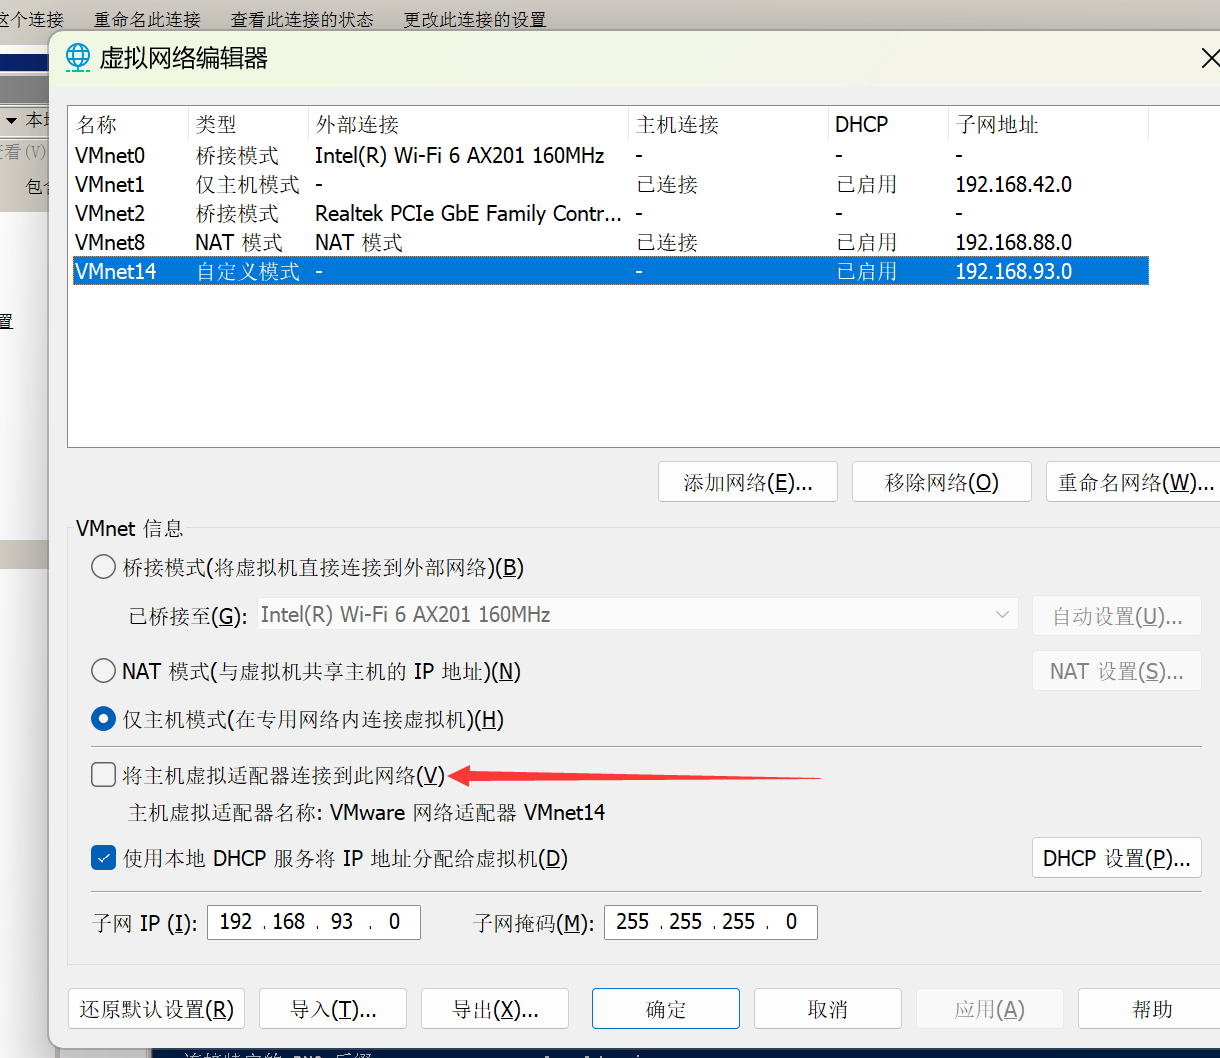 这个连接 重命名此连接 查看此连接的状态 更改此连接的设置
虚拟网络编辑器
本地
查看(V)
包含
置
名称 类型 外部连接 主机连接 DHCP 子网地址
VMnet0 桥接模式 Intel(R) Wi-Fi 6 AX201 160MHz - - -
VMnet1 仅主机模式 - 已连接 已启用 192.168.42.0
VMnet2 桥接模式 Realtek PCIe GbE Family Contr... - - -
VMnet8 NAT 模式 NAT 模式 已连接 已启用 192.168.88.0
VMnet14 自定义模式 - - 已启用 192.168.93.0
添加网络(E)... 移除网络(O) 重命名网络(W)...
VMnet 信息
桥接模式(将虚拟机直接连接到外部网络)(B)
已桥接至(G): Intel(R) Wi-Fi 6 AX201 160MHz 自动设置(U)...
NAT 模式(与虚拟机共享主机的 IP 地址)(N) NAT 设置(S)...
仅主机模式(在专用网络内连接虚拟机)(H)
将主机虚拟适配器连接到此网络(V)
主机虚拟适配器名称: VMware 网络适配器 VMnet14
使用本地 DHCP 服务将 IP 地址分配给虚拟机(D) DHCP 设置(P)...
子网 IP (I): 192 . 168 . 93 . 0 子网掩码(M): 255 . 255 . 255 . 0
还原默认设置(R) 导入(T)... 导出(X)... 确定 取消 应用(A) 帮助
连接特定的 DNS 后缀